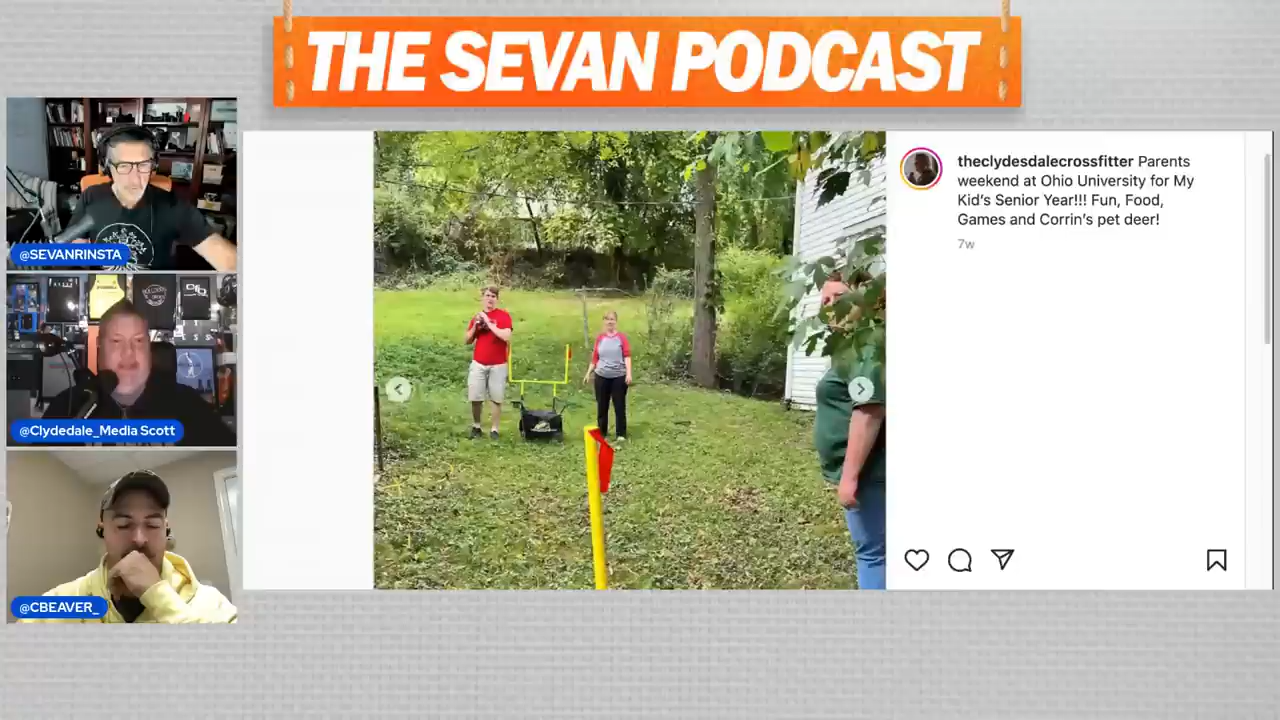 THE SEVAN PODCAST
@SEVANRINSTA
@Clydedale_Media Scott
@CBEAVER_
theclydesdalecrossfitter Parents
weekend at Ohio University for My
Kid's Senior Year!!! Fun, Food,
Games and Corrin's pet deer!
7w